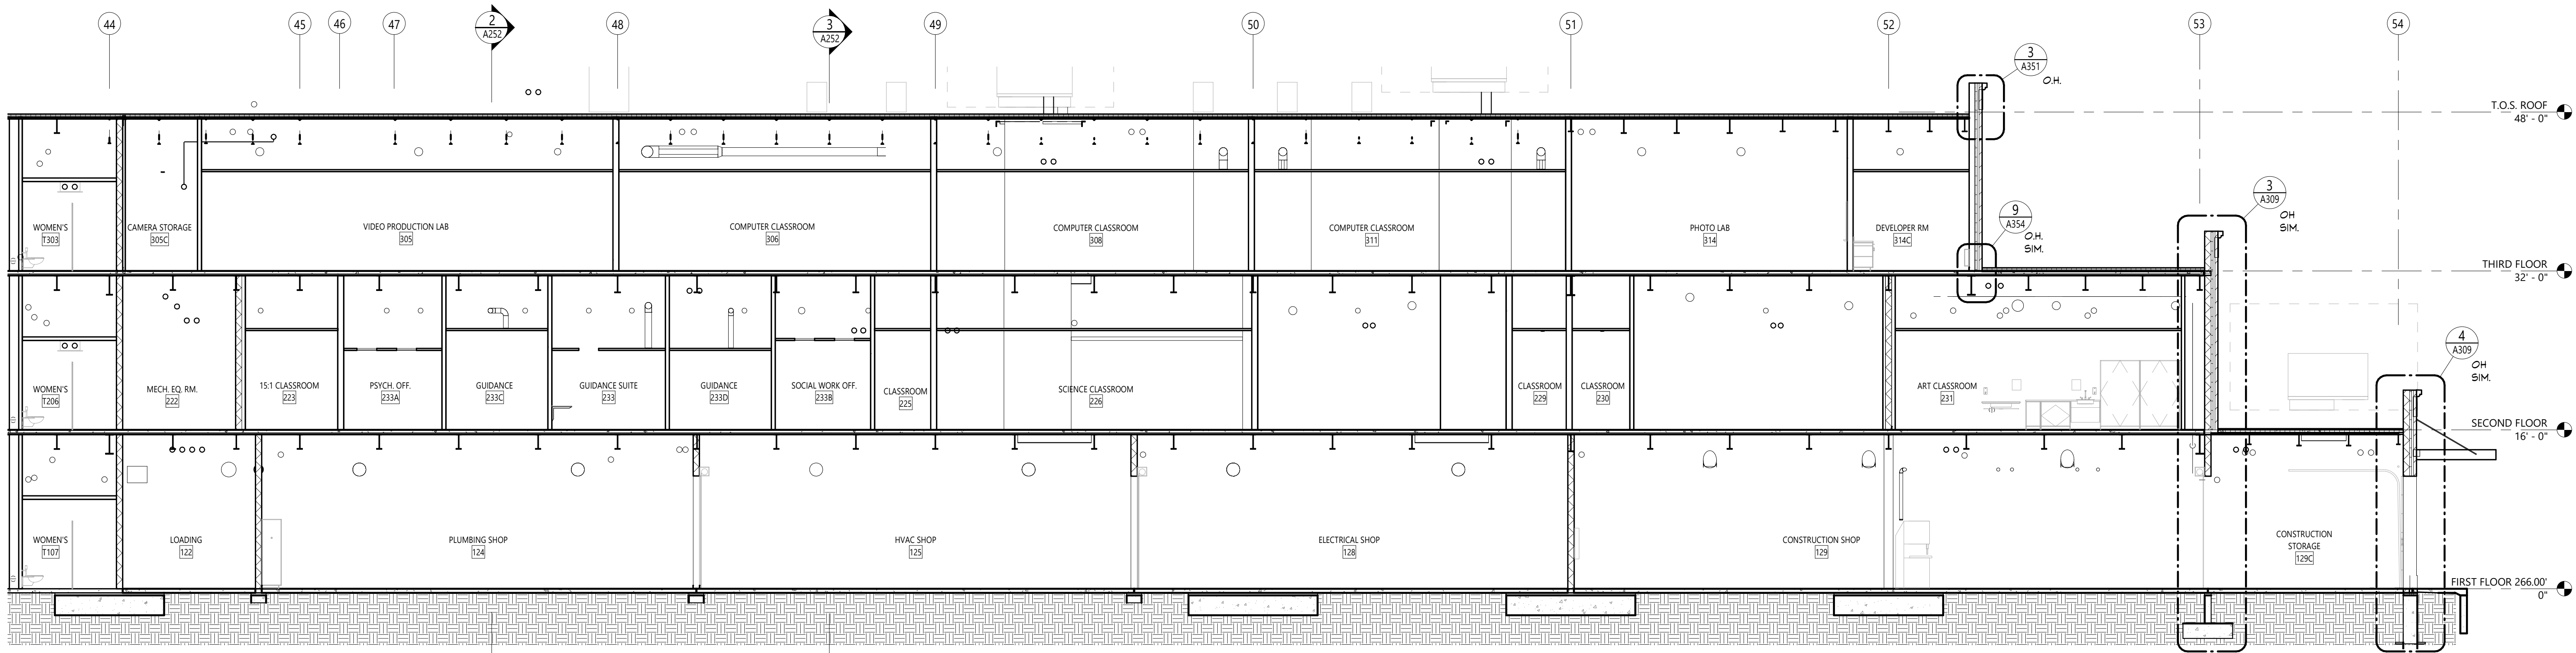 44
45
46
47
2
A252
48
3
A252
49
50
51
52
53
54
3
A351
O.H.
T.O.S. ROOF
48' - 0"
3
A309
OH
SIM.
9
A354
O.H.
SIM.
WOMEN'S
T303
CAMERA STORAGE
305C
VIDEO PRODUCTION LAB
305
COMPUTER CLASSROOM
306
COMPUTER CLASSROOM
308
COMPUTER CLASSROOM
311
PHOTO LAB
314
DEVELOPER RM
314C
THIRD FLOOR
32' - 0"
4
A309
OH
SIM.
WOMEN'S
T206
MECH. EQ. RM.
222
15:1 CLASSROOM
223
PSYCH. OFF.
233A
GUIDANCE
233C
GUIDANCE SUITE
233
GUIDANCE
233D
SOCIAL WORK OFF.
233B
CLASSROOM
225
SCIENCE CLASSROOM
226
CLASSROOM
229
CLASSROOM
230
ART CLASSROOM
231
SECOND FLOOR
16' - 0"
WOMEN'S
T107
LOADING
122
PLUMBING SHOP
124
HVAC SHOP
125
ELECTRICAL SHOP
128
CONSTRUCTION SHOP
129
CONSTRUCTION
STORAGE
129C
FIRST FLOOR 266.00'
0"